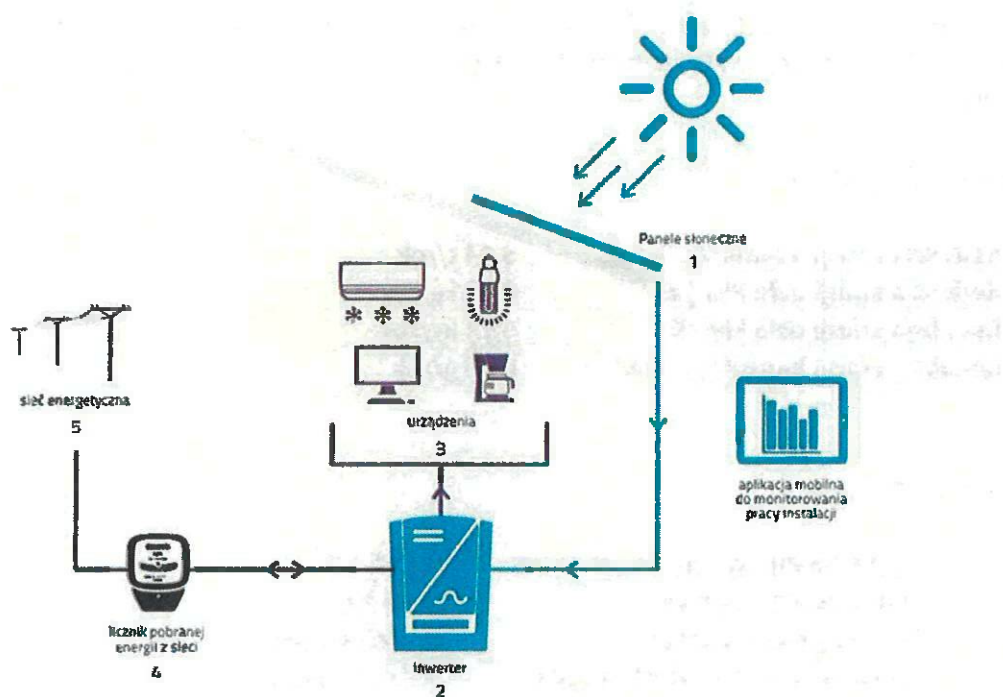 Panele słoneczne
1
sieć energetyczna
5
urządzenia
3
aplikacja mobilna
do monitorowania
pracy instalacji
licznik pobranej
energii z sieci
4
Inwerter
2